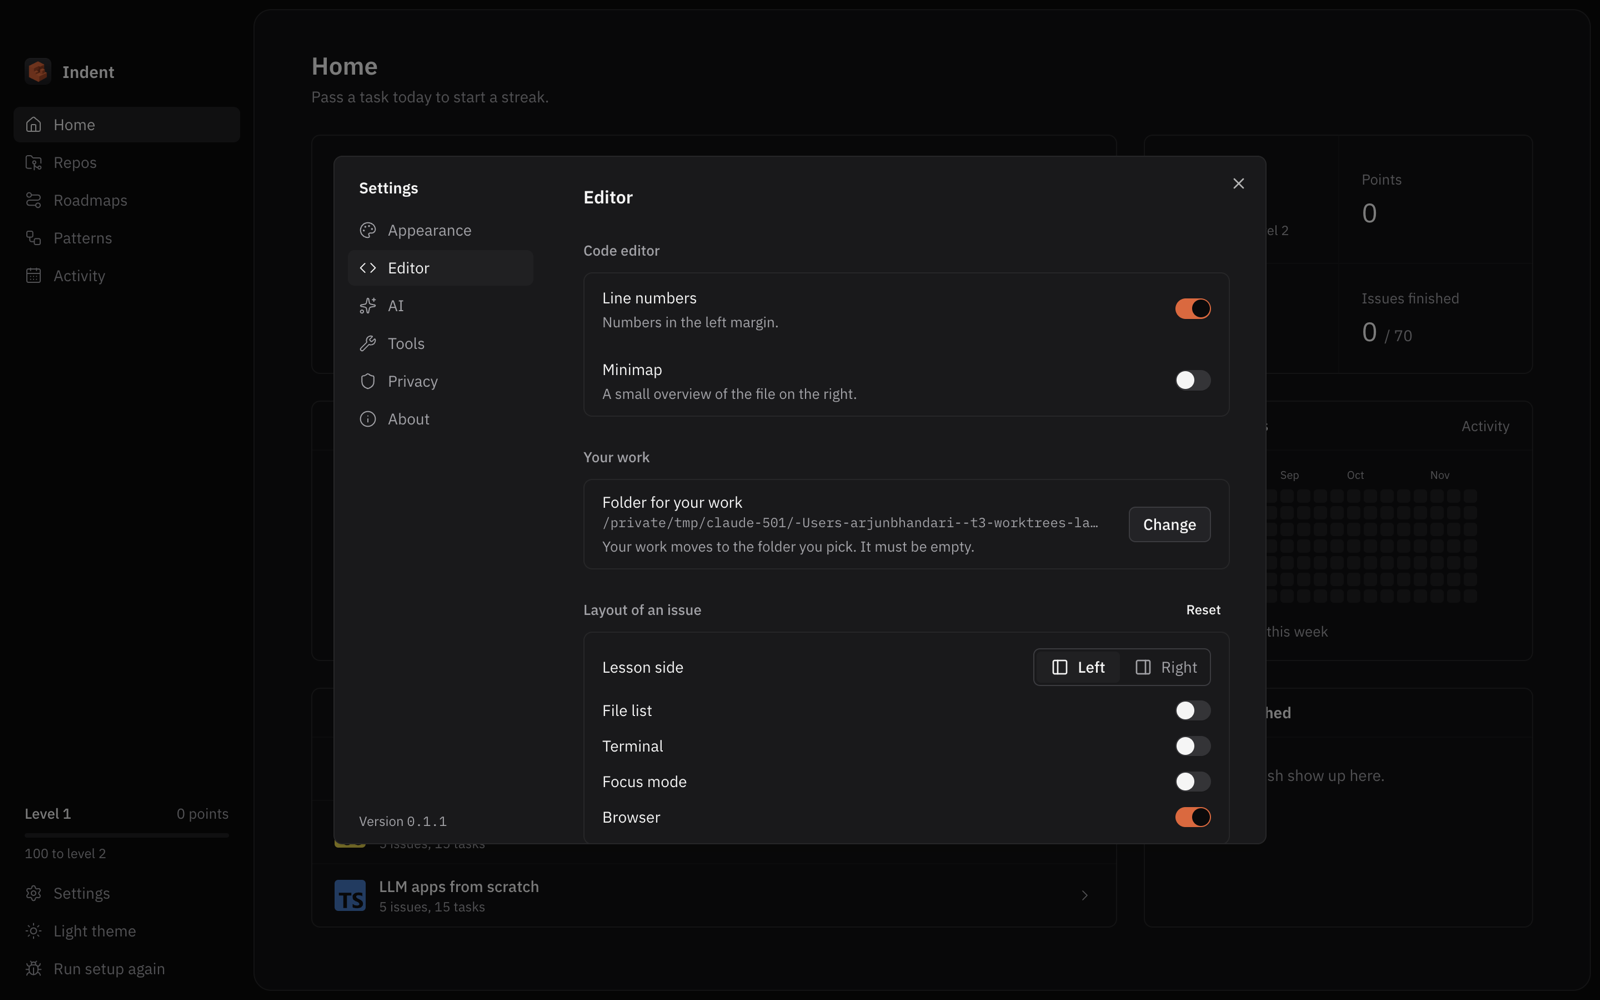 Indent
Home
Repos
Roadmaps
Patterns
Activity
Level 1
0 points
100 to level 2
Settings
Light theme
Run setup again
Home
Pass a task today to start a streak.
Settings
Appearance
Editor
AI
Tools
Privacy
About
Version 0.1.1
Editor
Code editor
Line numbers
Numbers in the left margin.
Minimap
A small overview of the file on the right.
Your work
Folder for your work
/private/tmp/claude-501/-Users-arjunbhandari--t3-worktrees-la…
Your work moves to the folder you pick. It must be empty.
Change
Layout of an issue
Reset
Lesson side
Left
Right
File list
Terminal
Focus mode
Browser
el 2
Points
0
Issues finished
0 / 70
Activity
Sep
Oct
Nov
this week
hed
sh show up here.
5 issues, 15 tasks
TS
LLM apps from scratch
5 issues, 15 tasks